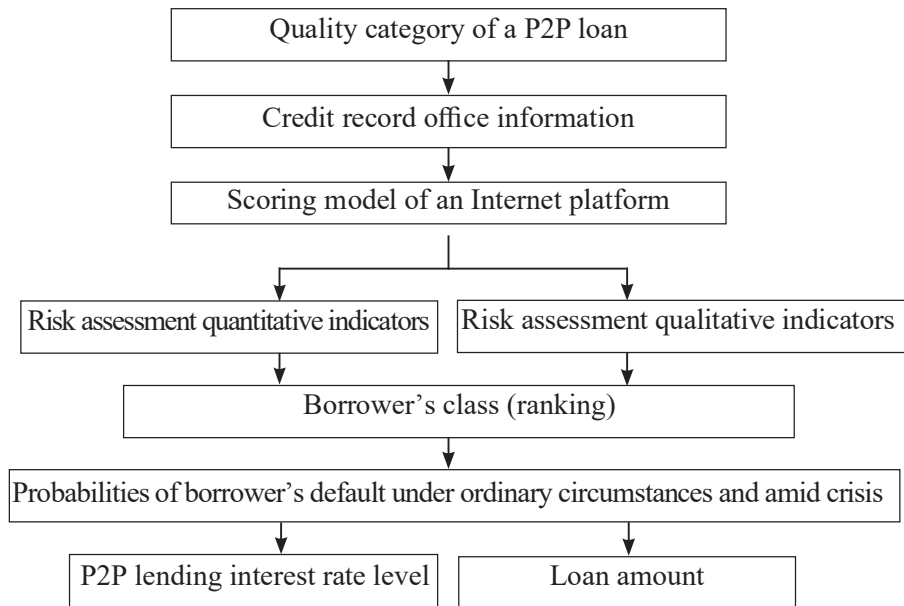 Quality category of a P2P loan
Credit record office information
Scoring model of an Internet platform
Risk assessment quantitative indicators
Risk assessment qualitative indicators
Borrower’s class (ranking)
Probabilities of borrower’s default under ordinary circumstances and amid crisis
P2P lending interest rate level
Loan amount